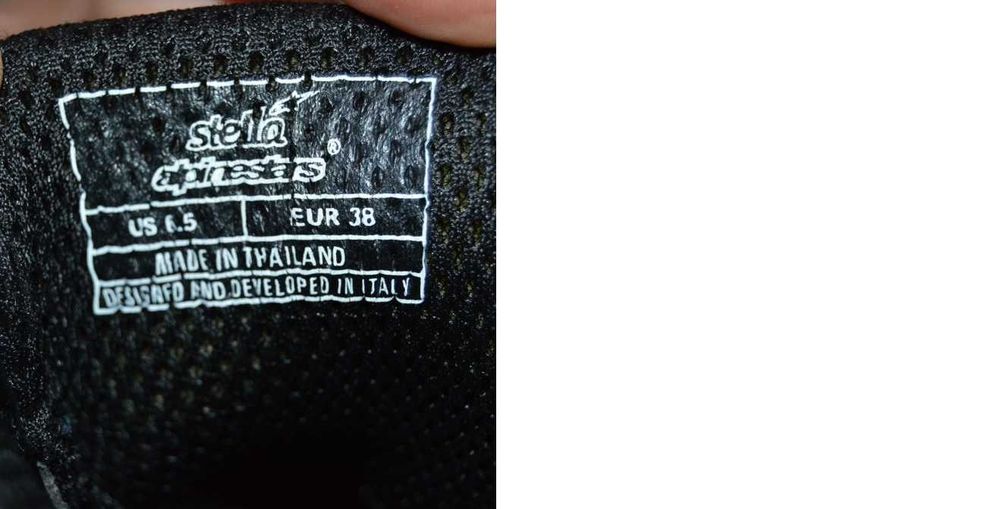 stella
alpinestars®
US 6.5 EUR 38
MADE IN THAILAND
DESIGNED AND DEVELOPED IN ITALY